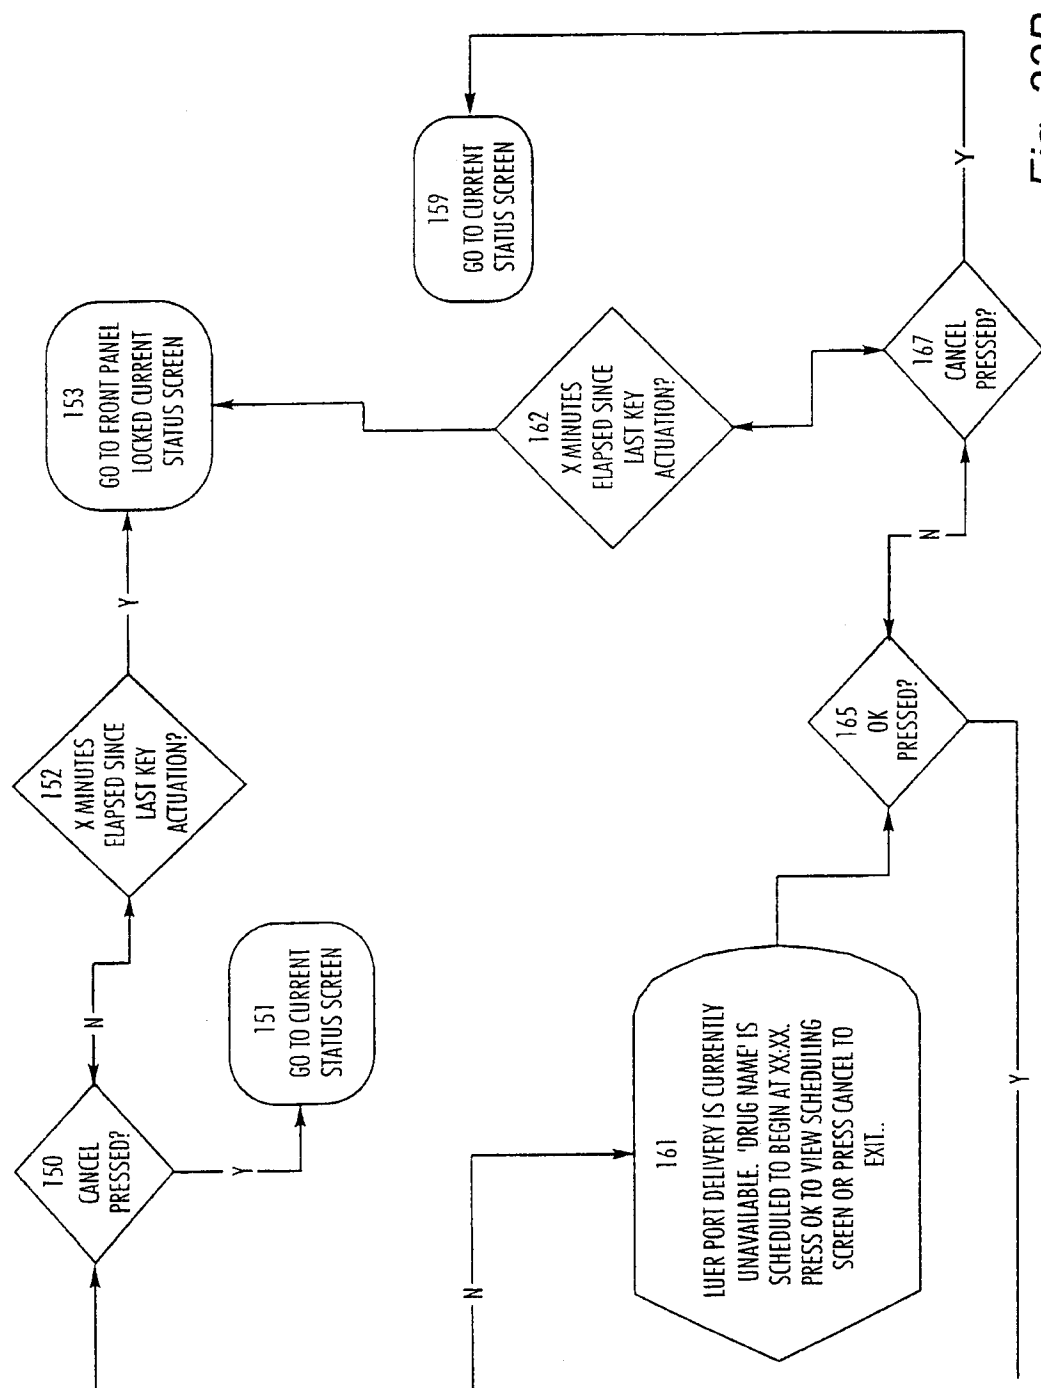 150
CANCEL
PRESSED?
N
Y
151
GO TO CURRENT
STATUS SCREEN
152
X MINUTES
ELAPSED SINCE
LAST KEY
ACTUATION?
Y
153
GO TO FRONT PANEL
LOCKED CURRENT
STATUS SCREEN
N
161
LUER PORT DELIVERY IS CURRENTLY
UNAVAILABLE. 'DRUG NAME' IS
SCHEDULED TO BEGIN AT XX:XX.
PRESS OK TO VIEW SCHEDULING
SCREEN OR PRESS CANCEL TO
EXIT..
165
OK
PRESSED?
N
Y
162
X MINUTES
ELAPSED SINCE
LAST KEY
ACTUATION?
167
CANCEL
PRESSED?
Y
159
GO TO CURRENT
STATUS SCREEN